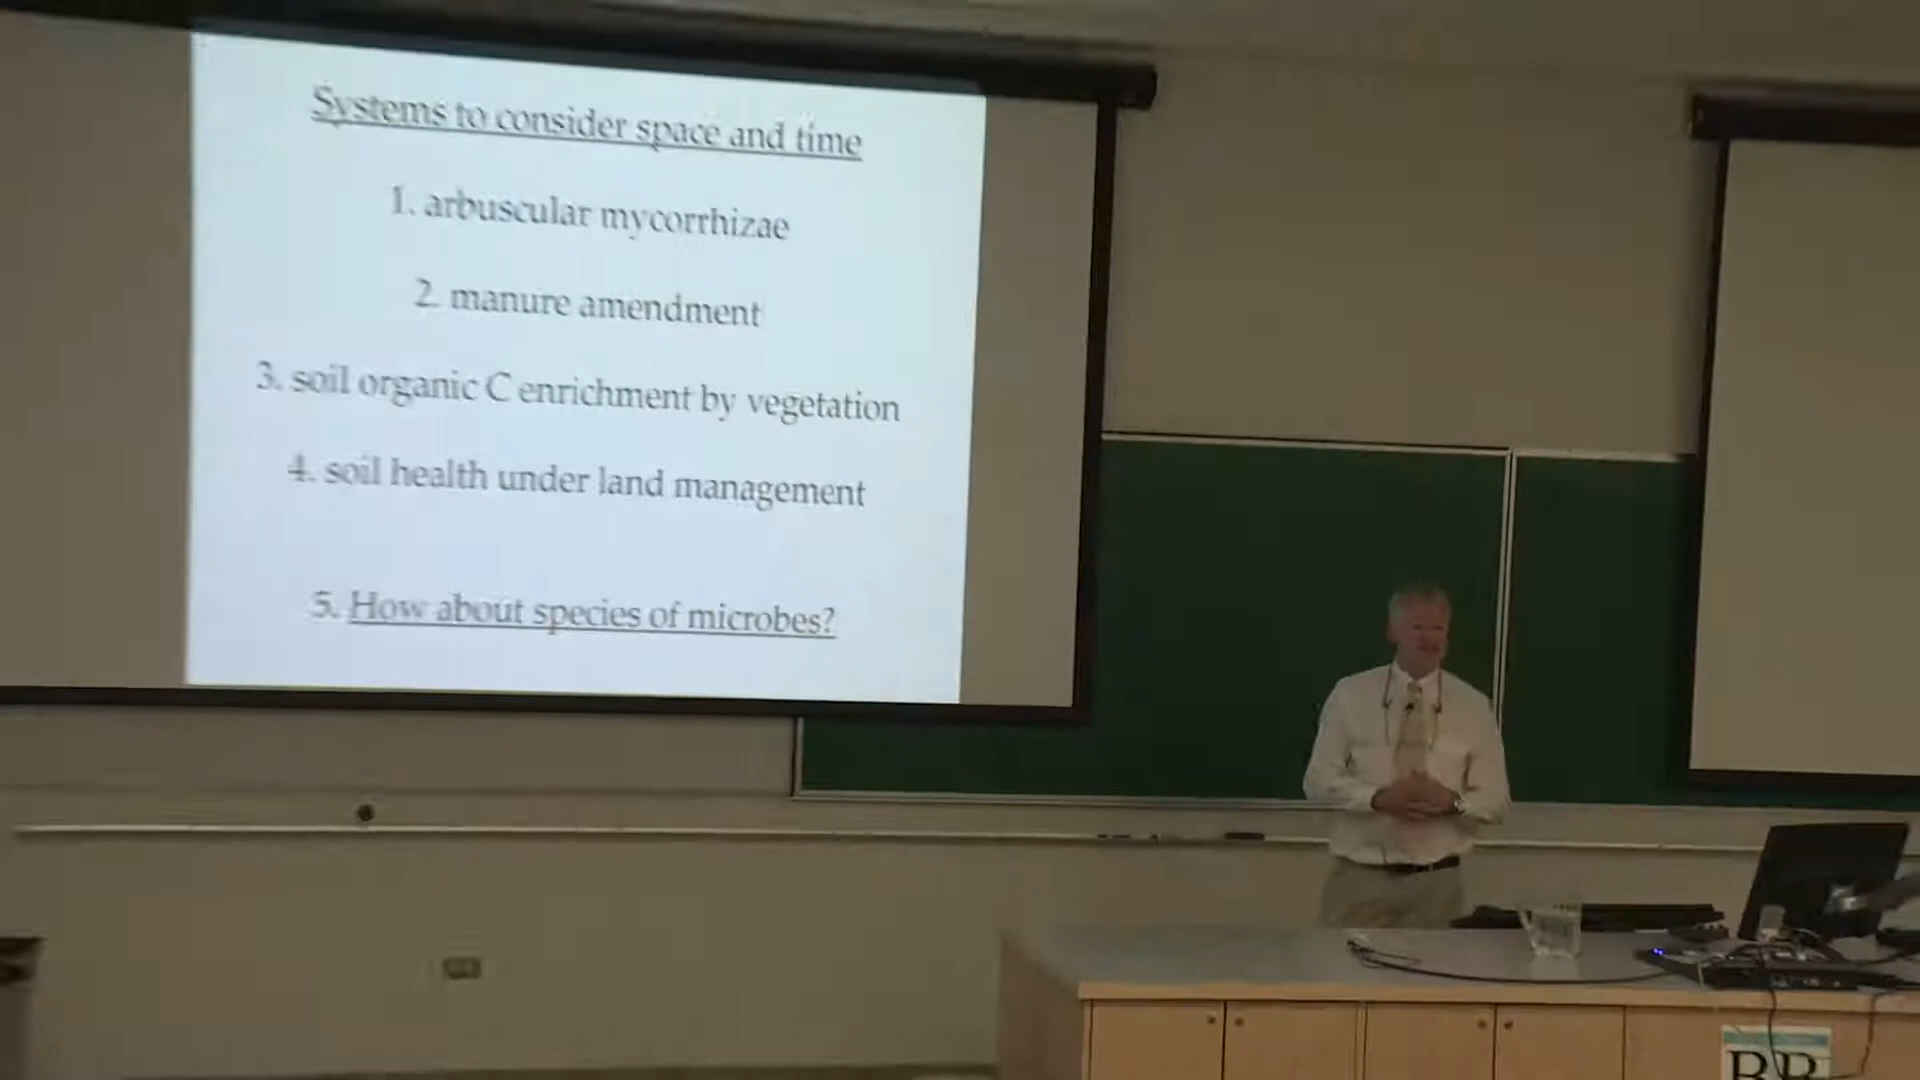 Systems to consider space and time
1. arbuscular mycorrhizae
2. manure amendment
3. soil organic C enrichment by vegetation
4. soil health under land management
5. How about species of microbes?